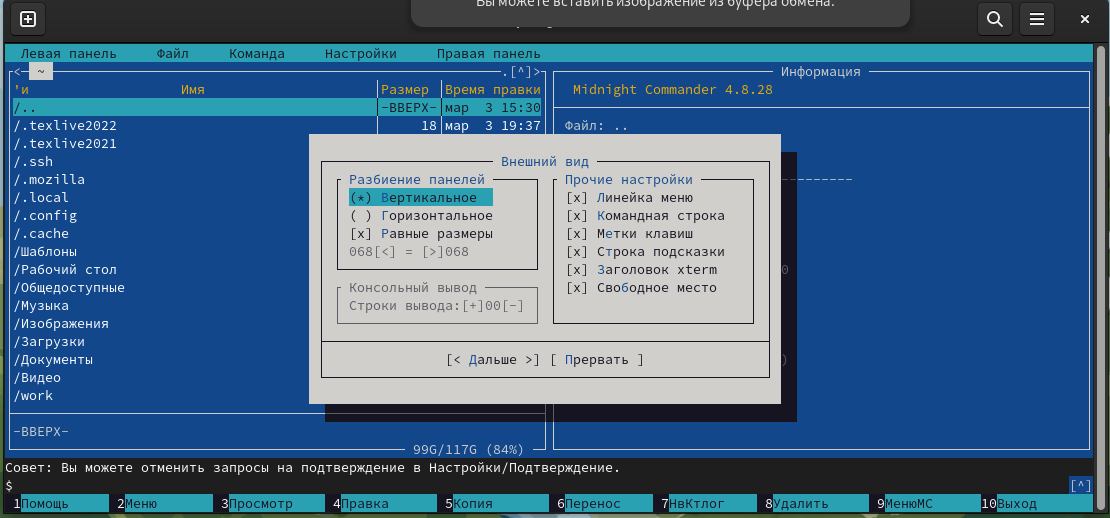 Вы можете вставить изображение из буфера обмена.
Левая панель Файл Команда Настройки Правая панель
<- ~ .[^]>
Информация
'и Имя Размер Время правки
Midnight Commander 4.8.28
/.. -ВВЕРХ- мар 3 15:30
/.texlive2022 18 мар 3 19:37
Файл: ..
/.texlive2021
/.ssh
/.mozilla
/.local
/.config
/.cache
/Шаблоны
/Рабочий стол
/Общедоступные
/Музыка
/Изображения
/Загрузки
/Документы
/Видео
/work
Внешний вид
Разбиение панелей
(*) Вертикальное
( ) Горизонтальное
[x] Равные размеры
068[<] = [>]068
Консольный вывод
Строки вывода:[+]00[-]
Прочие настройки
[x] Линейка меню
[x] Командная строка
[x] Метки клавиш
[x] Строка подсказки
[x] Заголовок xterm
[x] Свободное место
[< Дальше >] [ Прервать ]
0
)
-ВВЕРХ-
99G/117G (84%)
Совет: Вы можете отменить запросы на подтверждение в Настройки/Подтверждение.
$ [^]
1Помощь 2Меню 3Просмотр 4Правка 5Копия 6Перенос 7НвКтлог 8Удалить 9МенюМС 10Выход